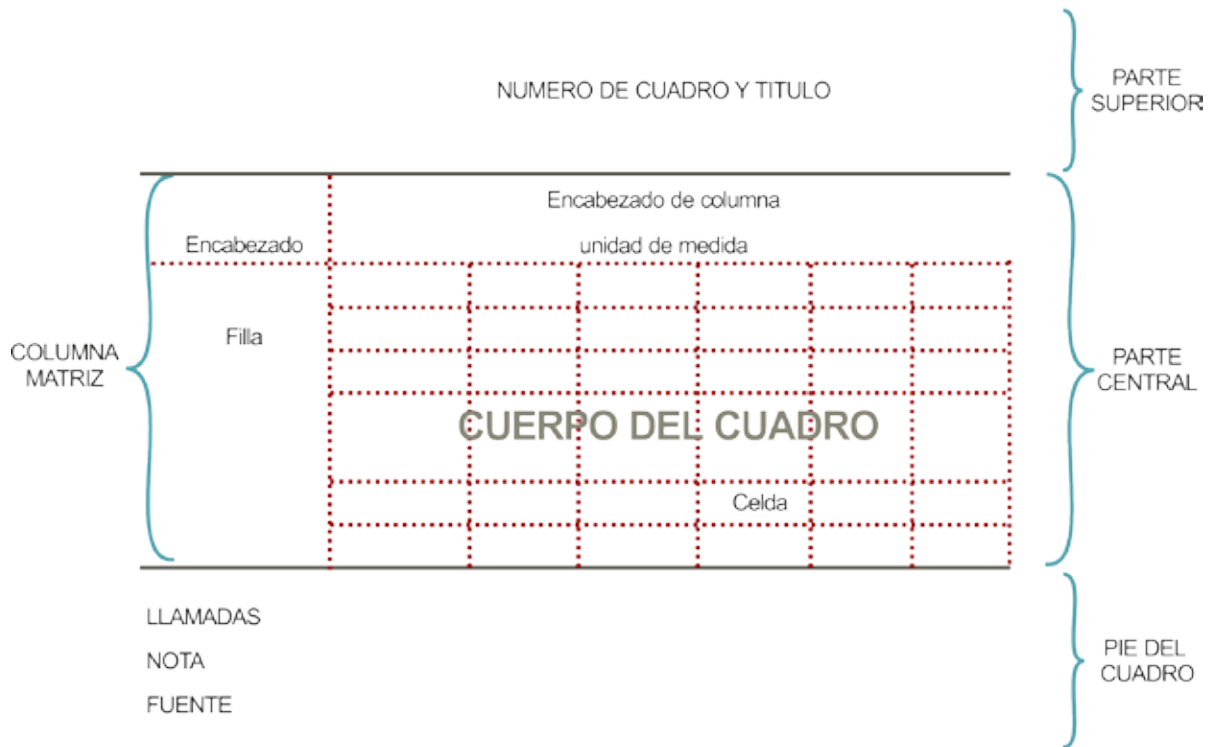 NUMERO DE CUADRO Y TITULO
PARTE
SUPERIOR
Encabezado de columna
Encabezado
unidad de medida
Filla
COLUMNA
MATRIZ
PARTE
CENTRAL
CUERPO DEL CUADRO
Celda
LLAMADAS
NOTA
FUENTE
PIE DEL
CUADRO